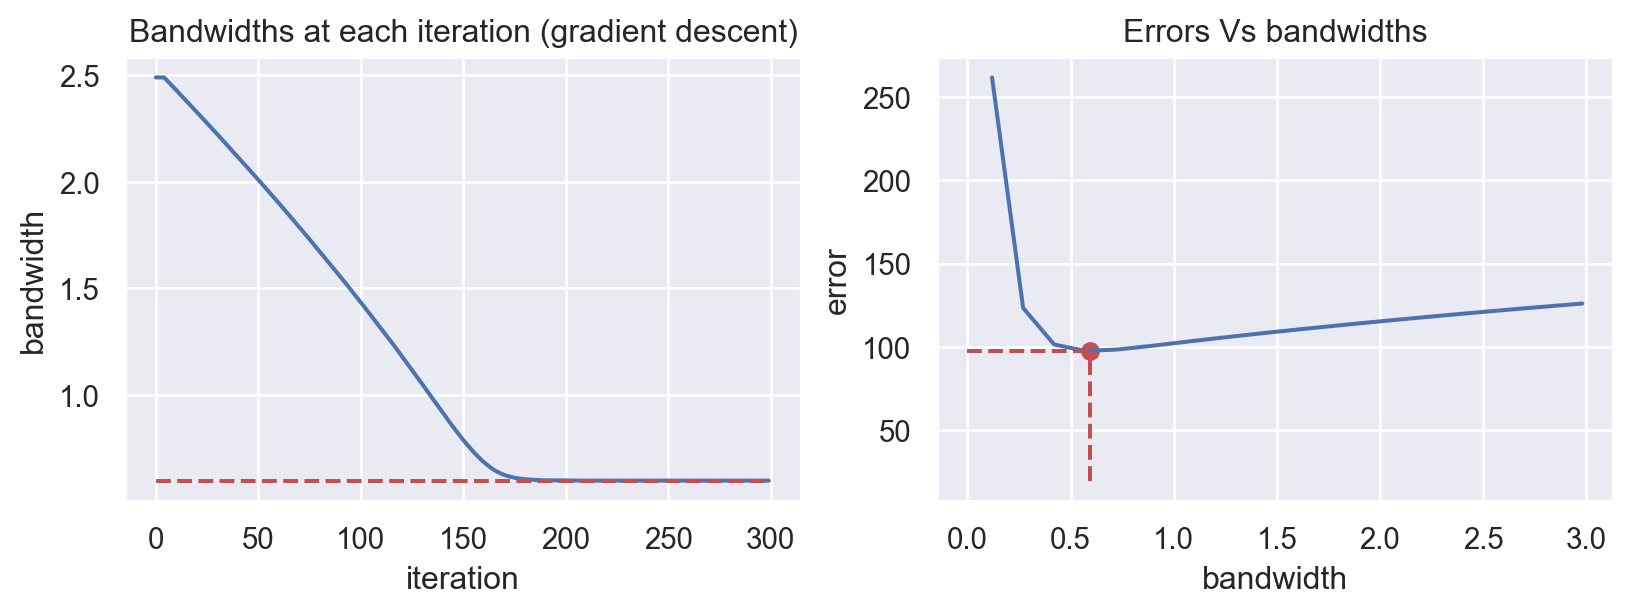 Bandwidths at each iteration (gradient descent)
bandwidth
2.5
2.0
1.5
1.0
0 50 100 150 200 250 300
iteration
Errors Vs bandwidths
error
250
200
150
100
50
0.0 0.5 1.0 1.5 2.0 2.5 3.0
bandwidth